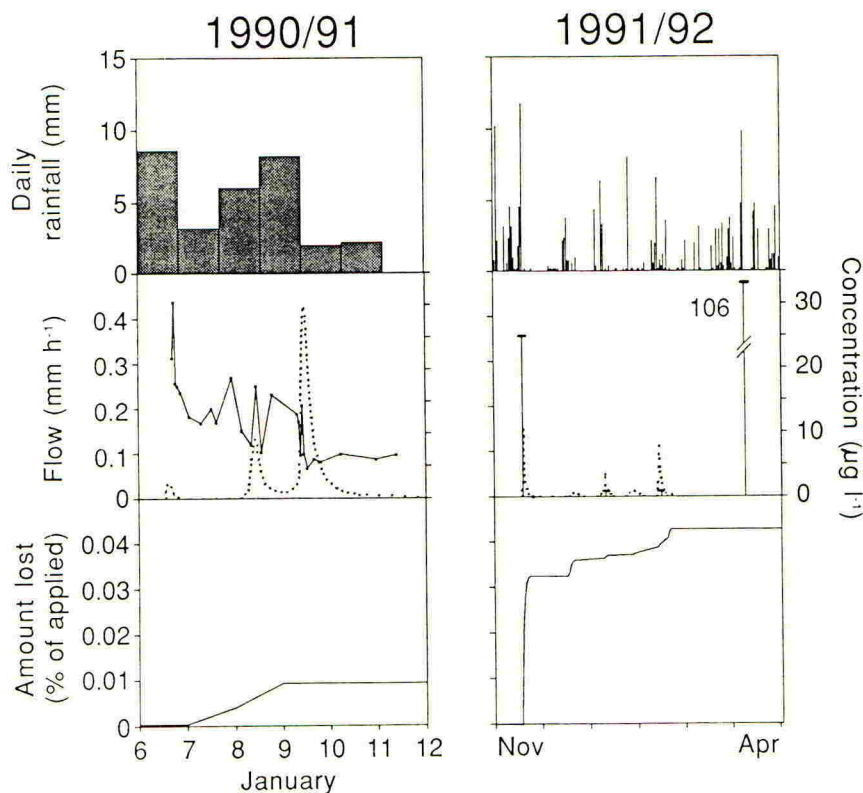 1990/91
1991/92
Daily
rainfall (mm)
15
10
5
0
Flow (mm h⁻¹)
0.4
0.3
0.2
0.1
0
106
30
20
10
0
Concentration (µg l⁻¹)
Amount lost
(% of applied)
0.04
0.03
0.02
0.01
0
6 7 8 9 10 11 12
January
Nov Apr